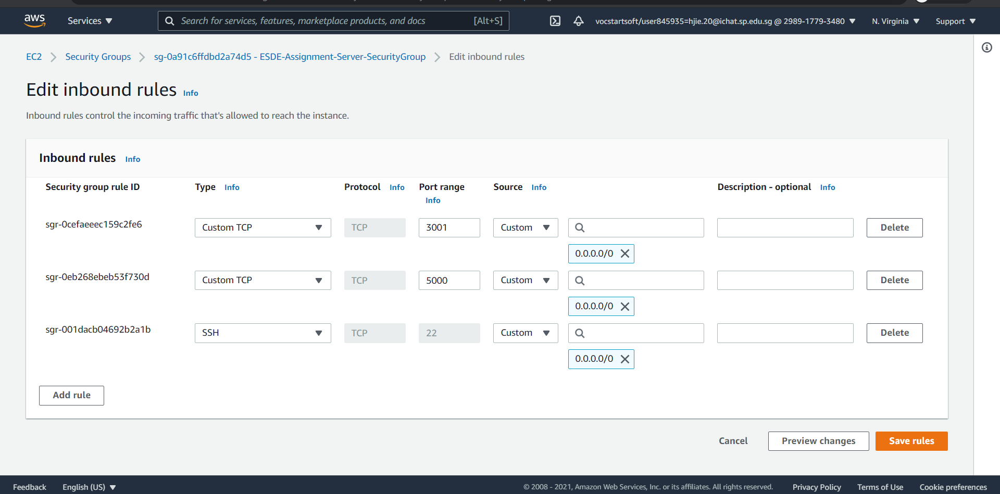 aws Services Search for services, features, marketplace products, and docs [Alt+S] vocstartsoft/user845935=hjie.20@ichat.sp.edu.sg @ 2989-1779-3480 N. Virginia Support
EC2 Security Groups sg-0a91c6ffdbd2a74d5 - ESDE-Assignment-Server-SecurityGroup Edit inbound rules
Edit inbound rules Info
Inbound rules control the incoming traffic that's allowed to reach the instance.
Inbound rules Info
Security group rule ID Type Info Protocol Info Port range Source Info Description - optional Info
Info
sgr-0cefaeeec159c2fe6 Custom TCP TCP 3001 Custom Delete
0.0.0.0/0
sgr-0eb268ebeb53f730d Custom TCP TCP 5000 Custom Delete
0.0.0.0/0
sgr-001dacb04692b2a1b SSH TCP 22 Custom Delete
0.0.0.0/0
Add rule
Cancel Preview changes Save rules
Feedback English (US) © 2008 - 2021, Amazon Web Services, Inc. or its affiliates. All rights reserved. Privacy Policy Terms of Use Cookie preferences